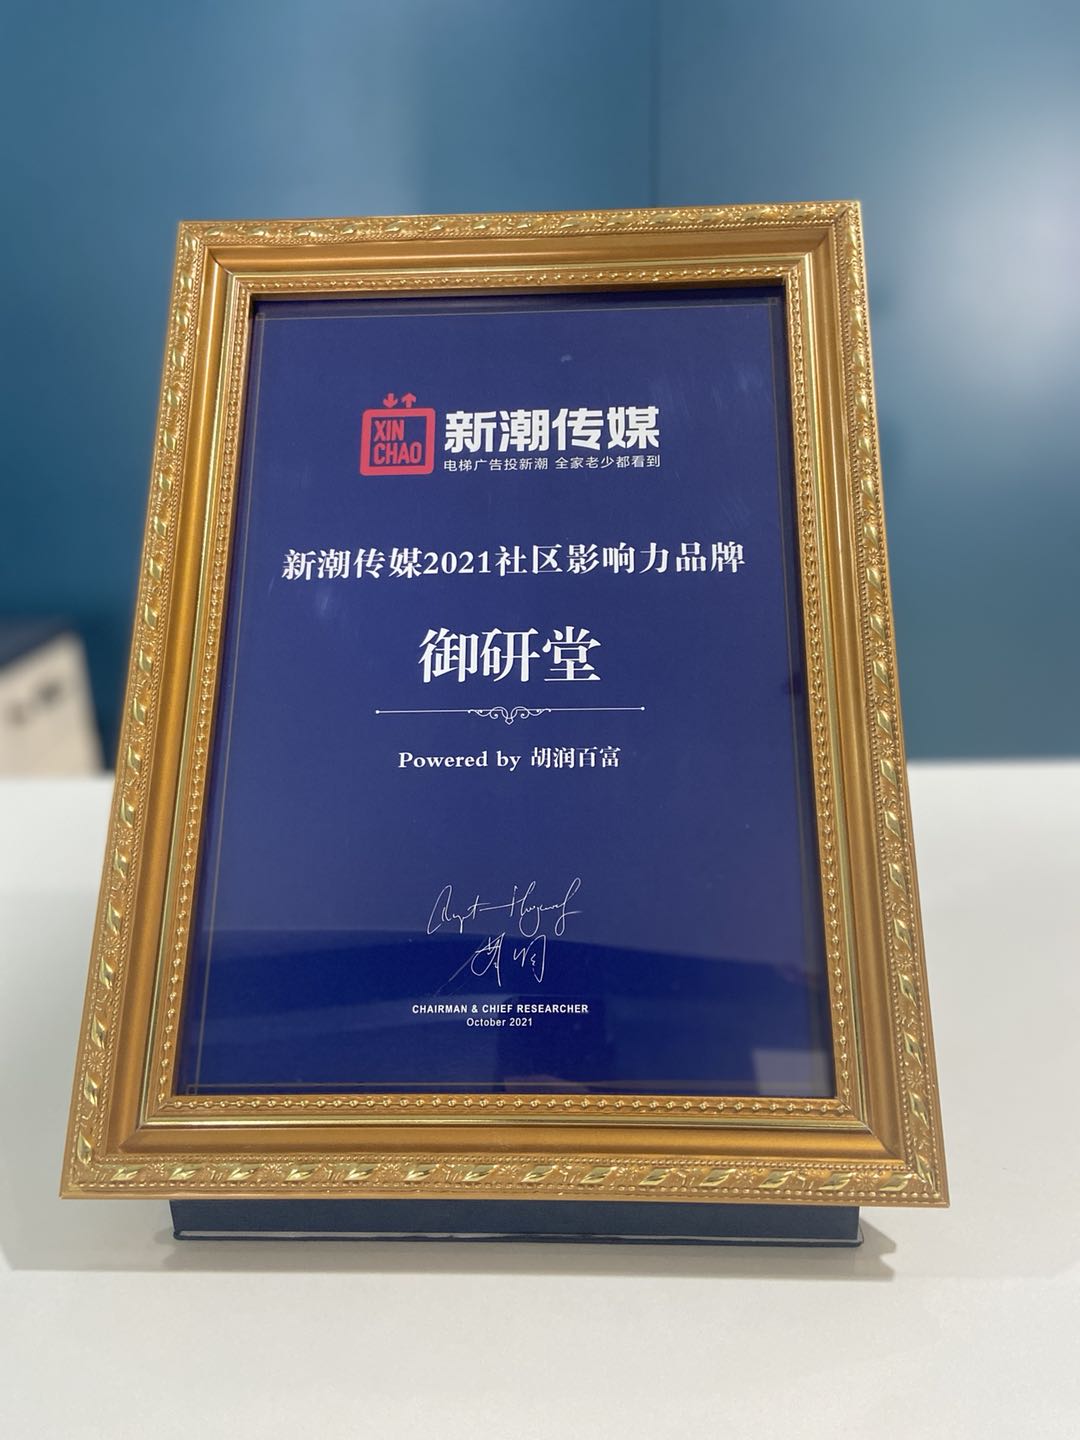 XIN
CHAO
新潮传媒
电梯广告投新潮 全家老少都看到
新潮传媒2021社区影响力品牌
御研堂
Powered by 胡润百富
胡润
CHAIRMAN & CHIEF RESEARCHER
October 2021